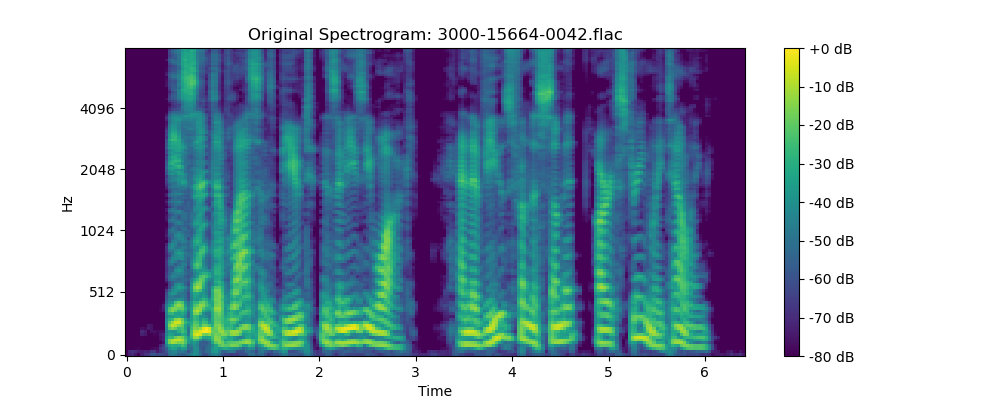 Original Spectrogram: 3000-15664-0042.flac
Hz
4096
2048
1024
512
0
0 1 2 3 4 5 6
Time
+0 dB
-10 dB
-20 dB
-30 dB
-40 dB
-50 dB
-60 dB
-70 dB
-80 dB